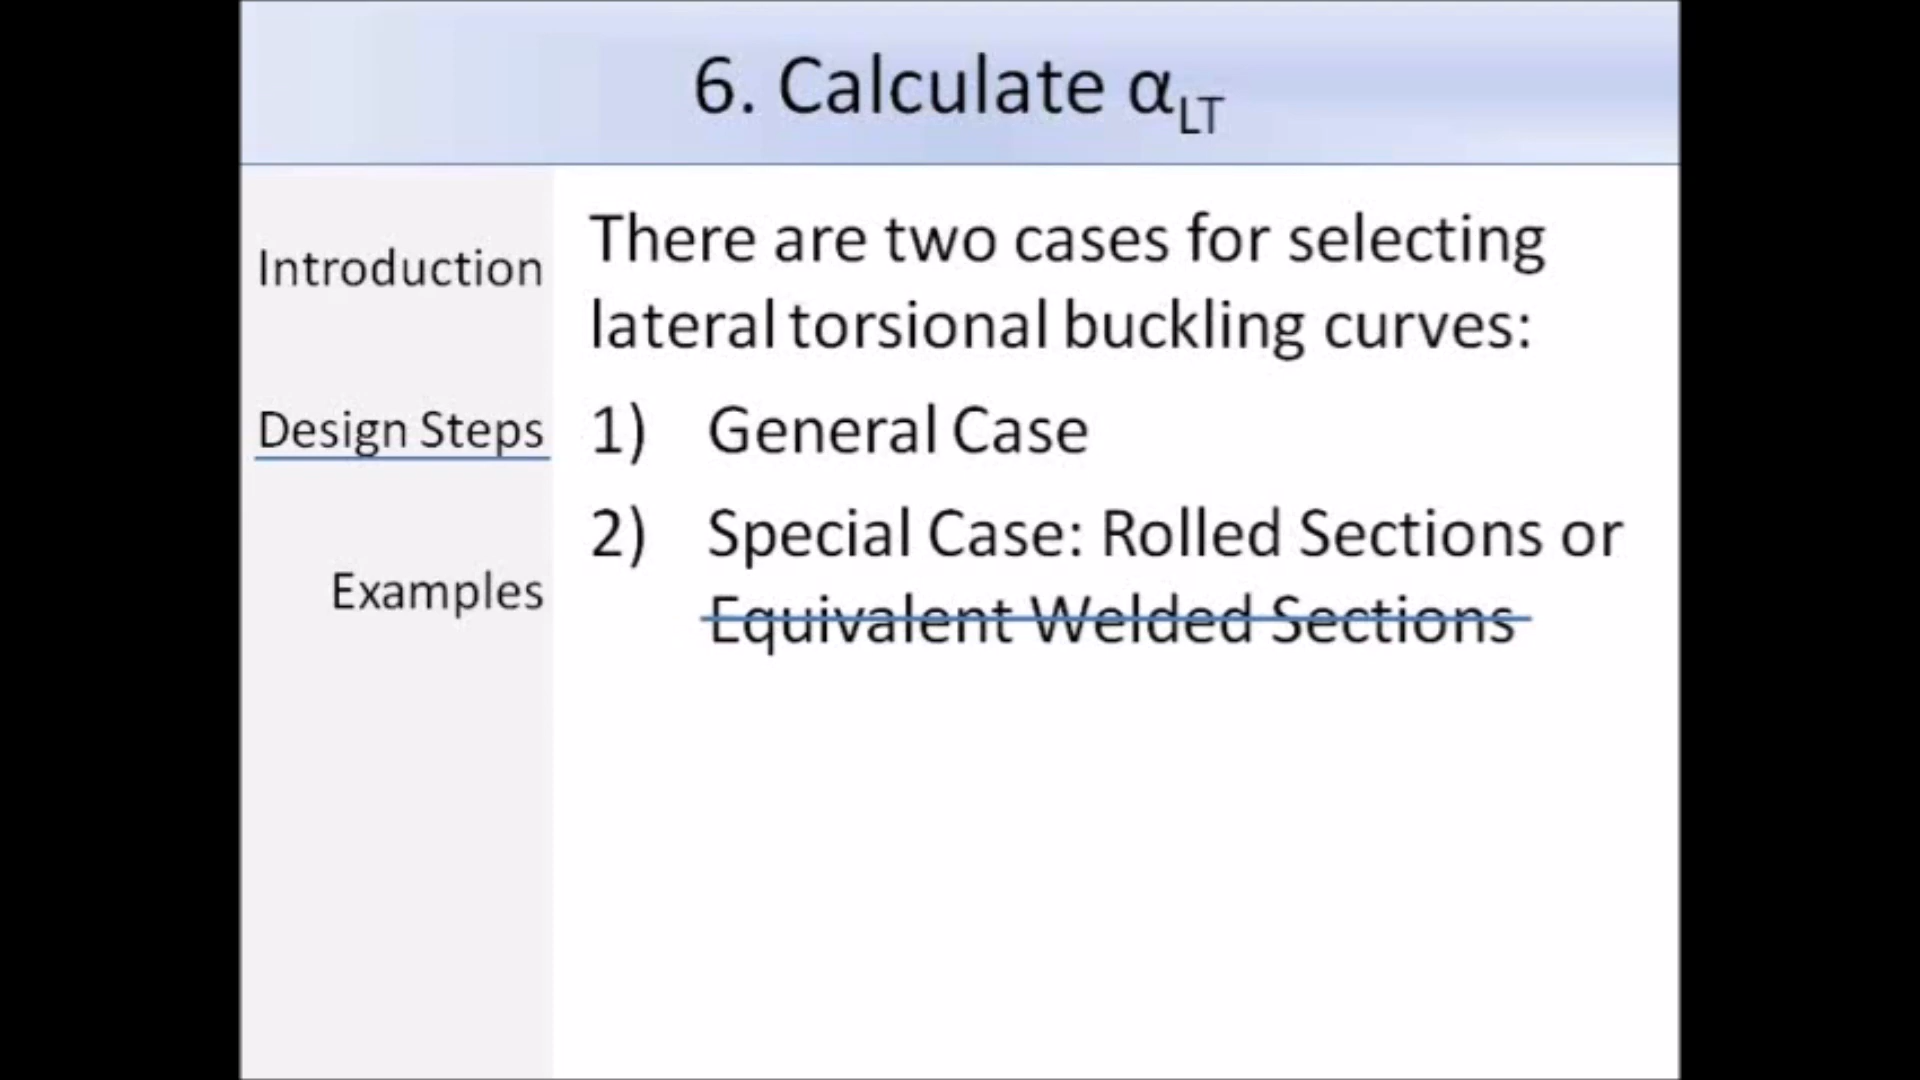 6. Calculate αLT
Introduction
Design Steps
Examples
There are two cases for selecting
lateral torsional buckling curves:
1) General Case
2) Special Case: Rolled Sections or
Equivalent Welded Sections